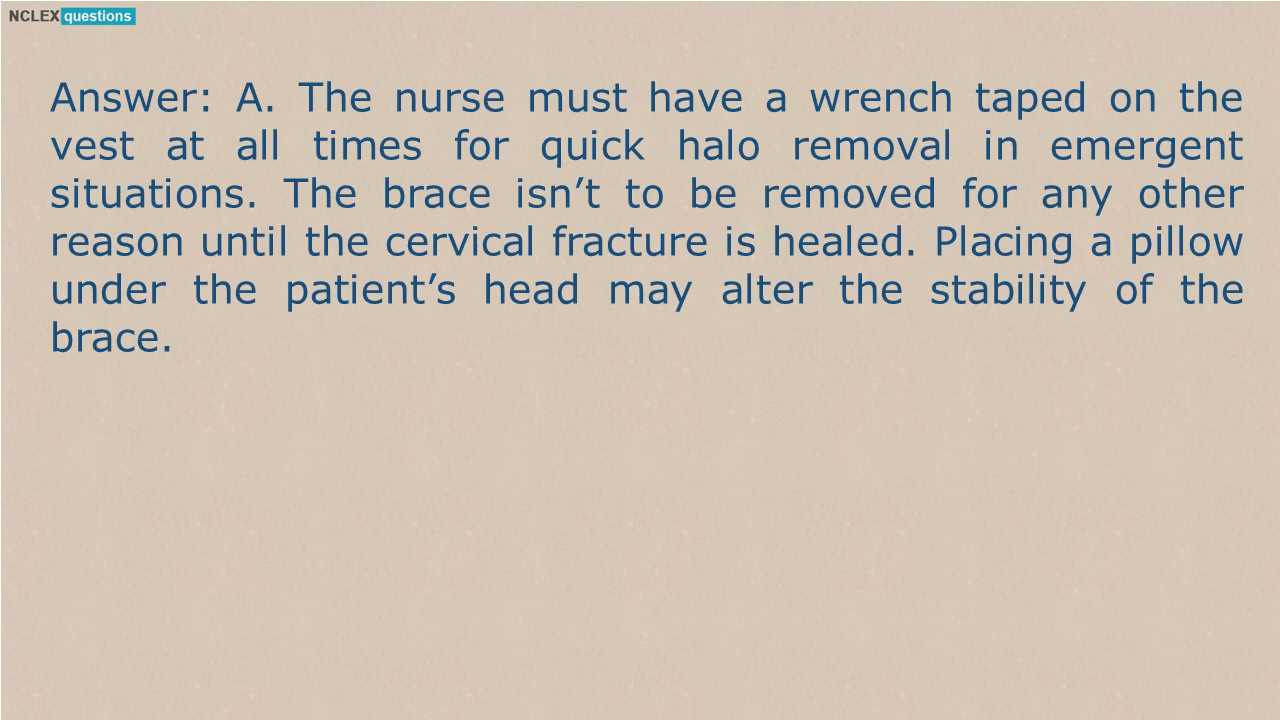 NCLEX questions
Answer: A. The nurse must have a wrench taped on the
vest at all times for quick halo removal in emergent
situations. The brace isn’t to be removed for any other
reason until the cervical fracture is healed. Placing a pillow
under the patient’s head may alter the stability of the
brace.